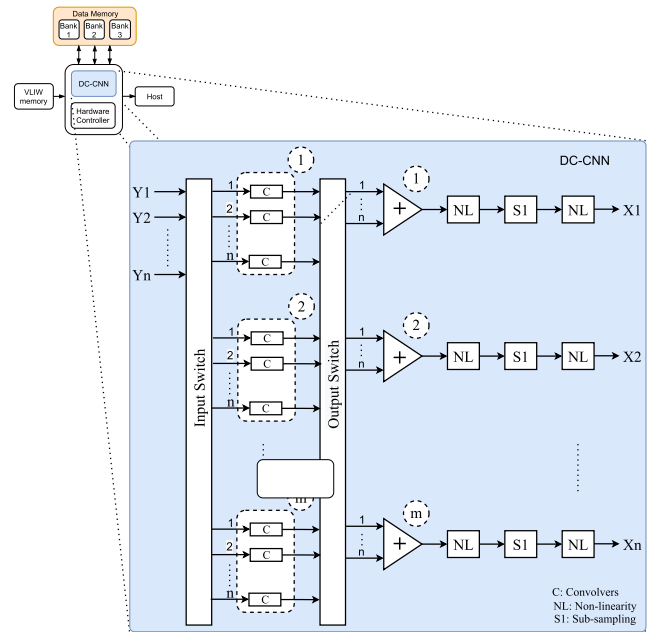 Data Memory
Bank
1
Bank
2
Bank
3
DC-CNN
VLIW
memory
Host
Hardware
Controller
DC-CNN
Y1
Y2
Yn
Input Switch
Output Switch
1
1
C
2
C
n
C
1
n
1
+
NL
S1
NL
X1
2
1
C
2
C
n
C
1
n
2
+
NL
S1
NL
X2
1
C
2
C
n
C
1
n
m
+
NL
S1
NL
Xn
C: Convolvers
NL: Non-linearity
S1: Sub-sampling